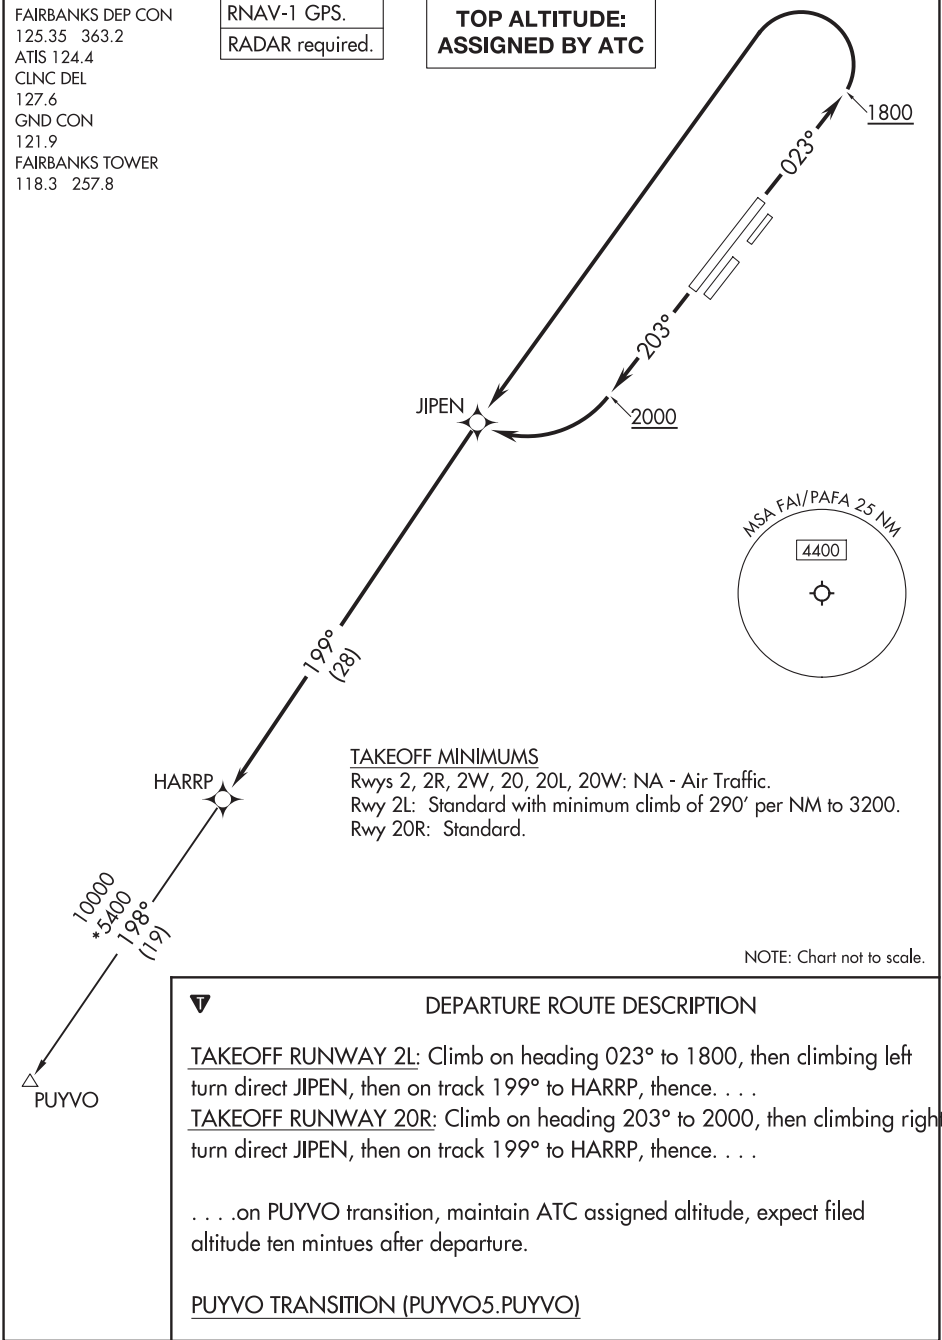 FAIRBANKS DEP CON
125.35 363.2
ATIS 124.4
CLNC DEL
127.6
GND CON
121.9
FAIRBANKS TOWER
118.3 257.8
RNAV-1 GPS.
RADAR required.
TOP ALTITUDE:
ASSIGNED BY ATC
1800
023°
203°
2000
JIPEN
MSA FAI/PAFA 25 NM
4400
199°
(28)
HARRP
TAKEOFF MINIMUMS
Rwys 2, 2R, 2W, 20, 20L, 20W: NA - Air Traffic.
Rwy 2L: Standard with minimum climb of 290' per NM to 3200.
Rwy 20R: Standard.
10000
*5400
198°
(19)
NOTE: Chart not to scale.
PUYVO
T
DEPARTURE ROUTE DESCRIPTION
TAKEOFF RUNWAY 2L: Climb on heading 023° to 1800, then climbing left
turn direct JIPEN, then on track 199° to HARRP, thence. . . .
TAKEOFF RUNWAY 20R: Climb on heading 203° to 2000, then climbing right
turn direct JIPEN, then on track 199° to HARRP, thence. . . .
. . . .on PUYVO transition, maintain ATC assigned altitude, expect filed
altitude ten mintues after departure.
PUYVO TRANSITION (PUYVO5.PUYVO)